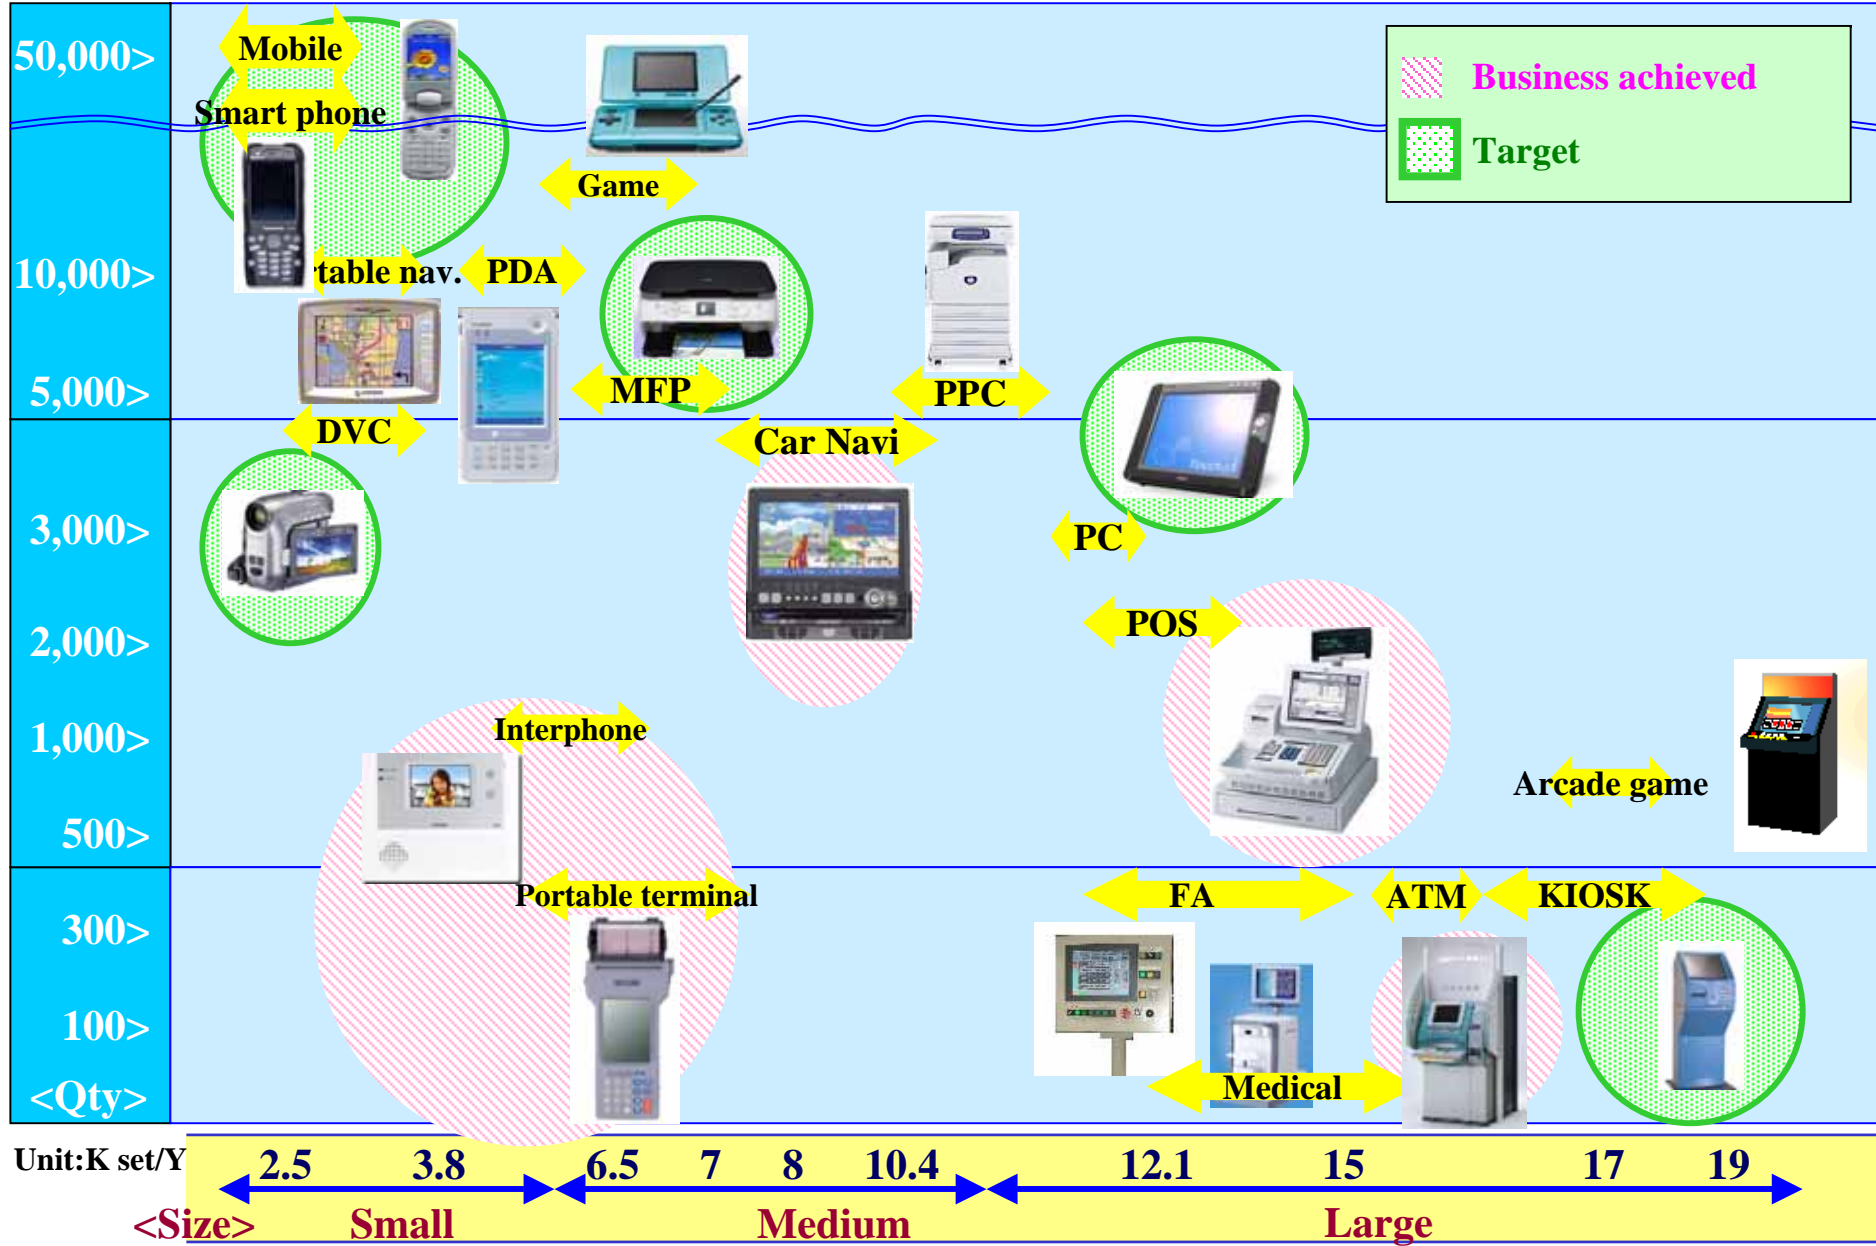 50,000>
Mobile
Smart phone
Business achieved
Target
Game
10,000>
table nav.
PDA
5,000>
MFP
PPC
DVC
Car Navi
3,000>
PC
2,000>
POS
1,000>
Interphone
Arcade game
500>
Portable terminal
FA
ATM
KIOSK
300>
100>
Medical
<Qty>
Unit:K set/Y
2.5 3.8 6.5 7 8 10.4 12.1 15 17 19
<Size> Small Medium Large